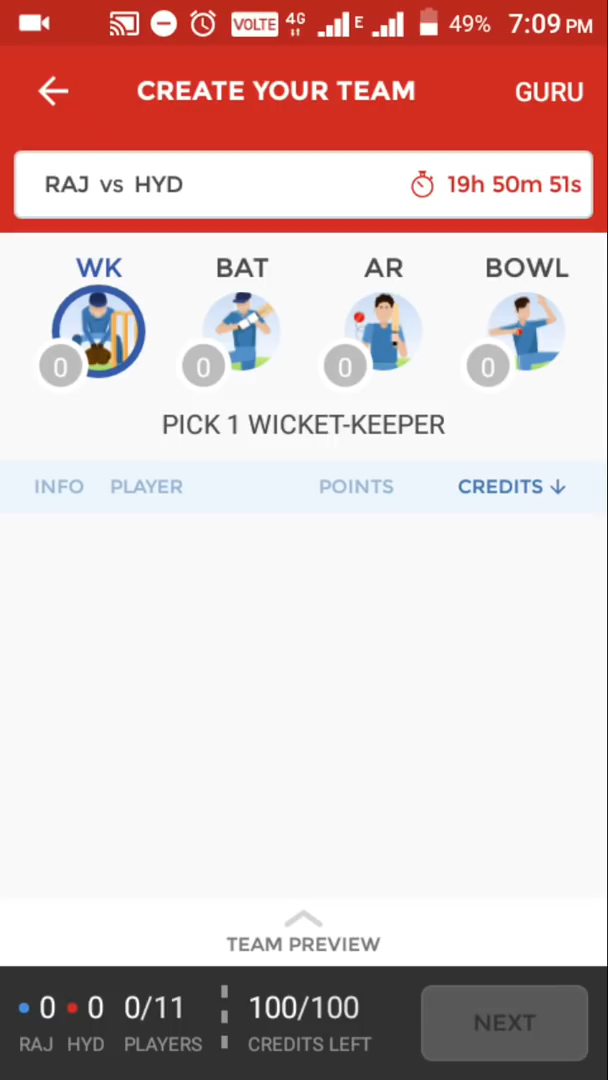 VOLTE 4G E 49% 7:09 PM
CREATE YOUR TEAM GURU
RAJ vs HYD 19h 50m 51s
WK BAT AR BOWL
0 0 0 0
PICK 1 WICKET-KEEPER
INFO PLAYER POINTS CREDITS ↓
TEAM PREVIEW
0 0 0/11 100/100 NEXT
RAJ HYD PLAYERS CREDITS LEFT